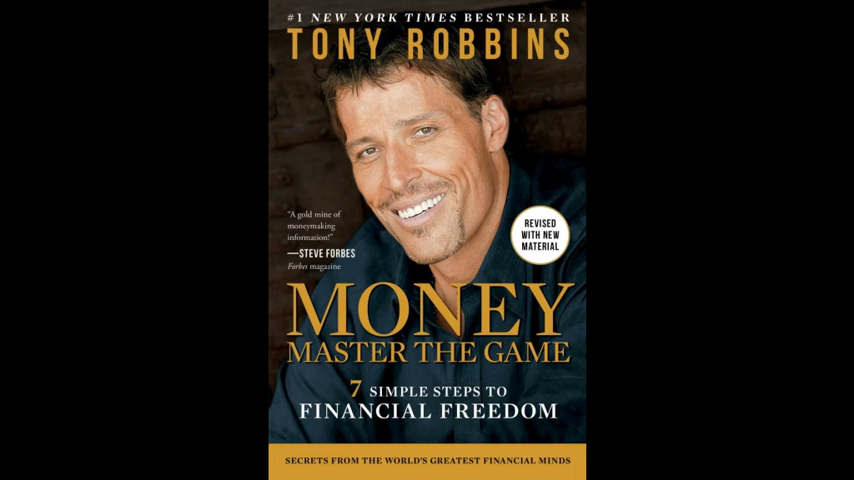 #1 NEW YORK TIMES BESTSELLER
TONY ROBBINS
"A gold mine of
moneymaking
information!"
—STEVE FORBES
Forbes magazine
REVISED
WITH NEW
MATERIAL
MONEY
MASTER THE GAME
7 SIMPLE STEPS TO
FINANCIAL FREEDOM
SECRETS FROM THE WORLD'S GREATEST FINANCIAL MINDS